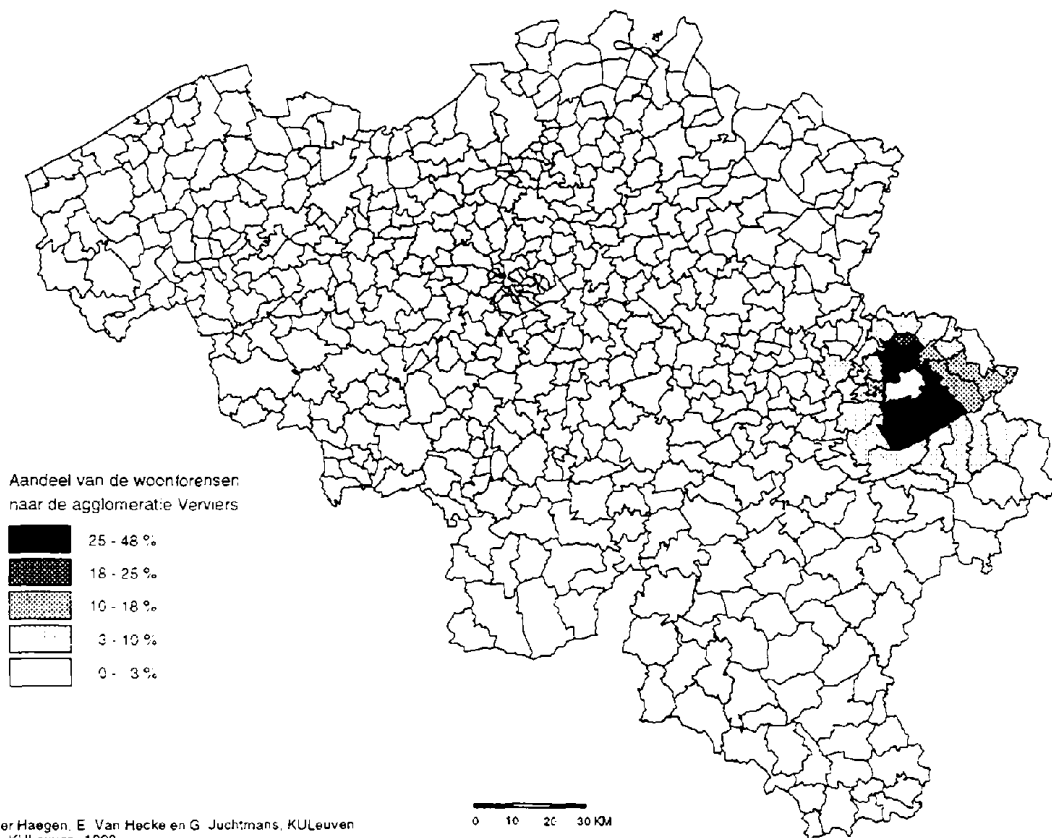 Aandeel van de woonforensen
naar de agglomeratie Verviers
25 - 48 %
18 - 25 %
10 - 18 %
3 - 10 %
0 - 3 %
0 10 20 30 KM
er Haegen, E. Van Hecke en G. Juchtmans, KULeuven